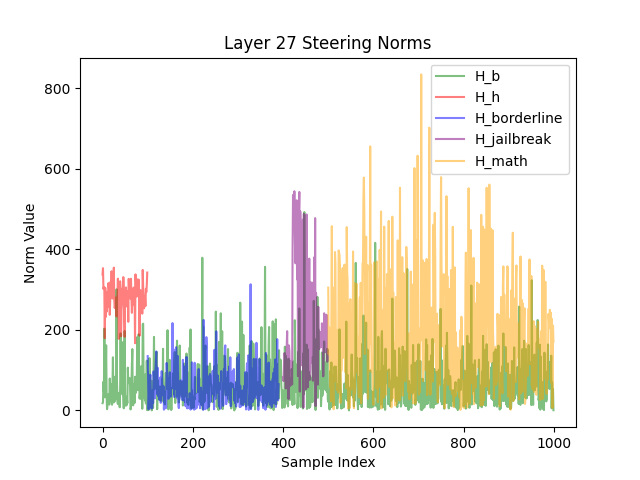 Layer 27 Steering Norms
H_b
H_h
H_borderline
H_jailbreak
H_math
Norm Value
800
600
400
200
0
0 200 400 600 800 1000
Sample Index